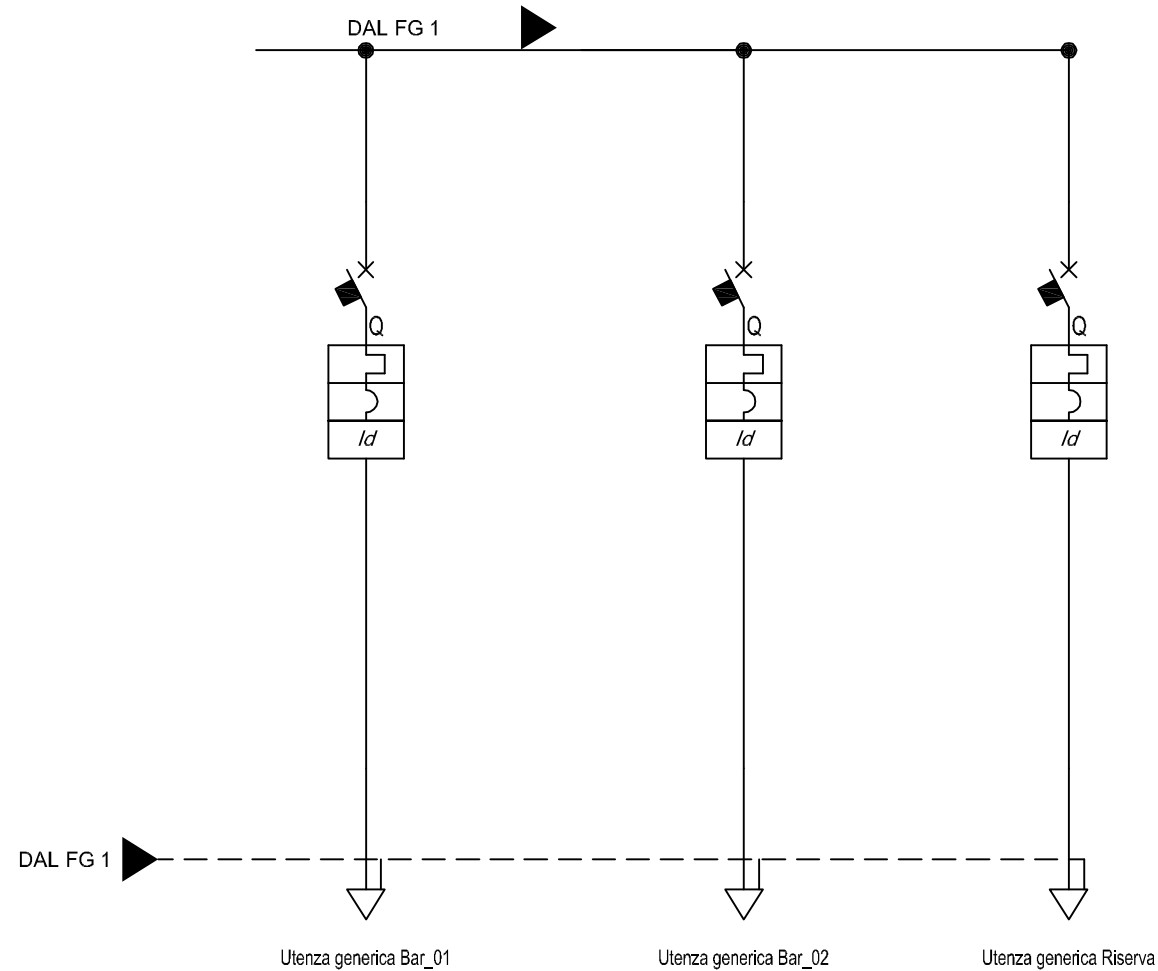 DAL FG 1
Q
Q
Q
Id
Id
Id
DAL FG 1
Utenza generica Bar_01
Utenza generica Bar_02
Utenza generica Riserva